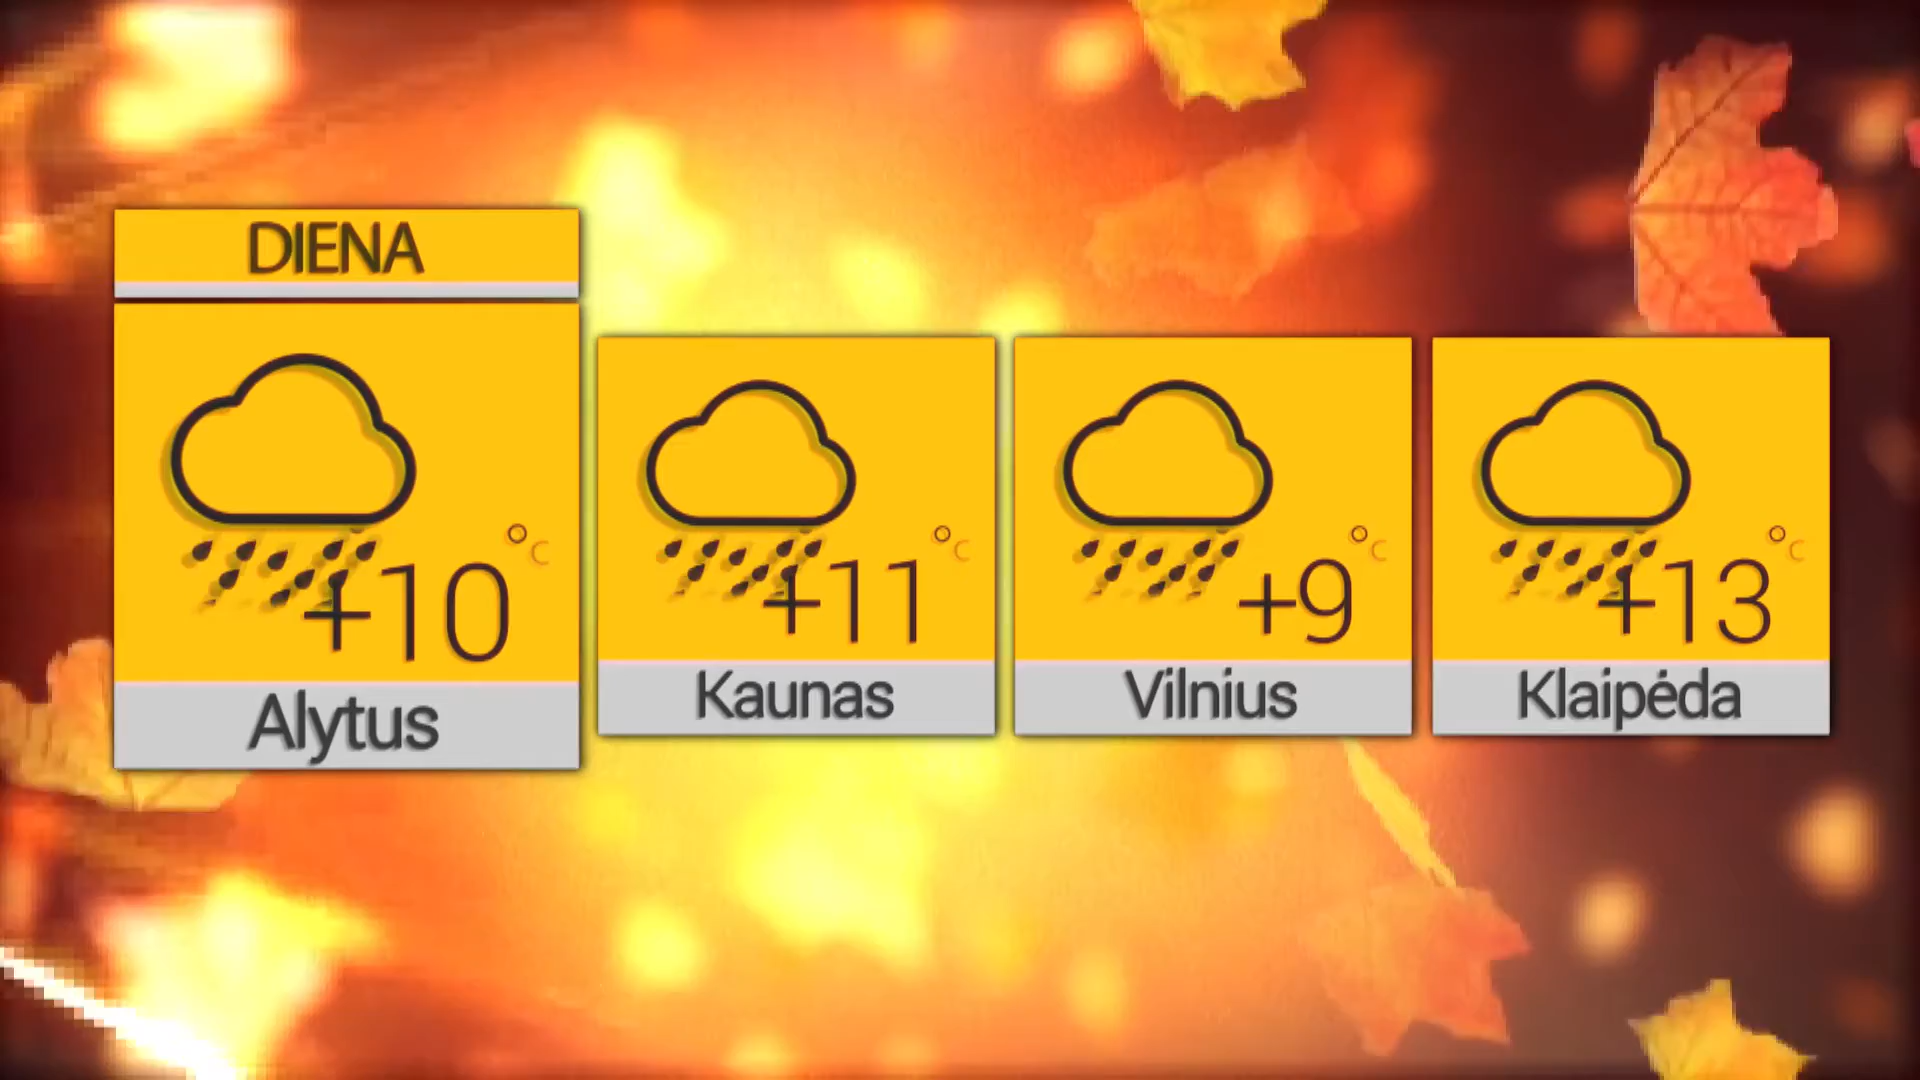 DIENA
+10 °C
Alytus
+11 °C
Kaunas
+9 °C
Vilnius
+13 °C
Klaipėda